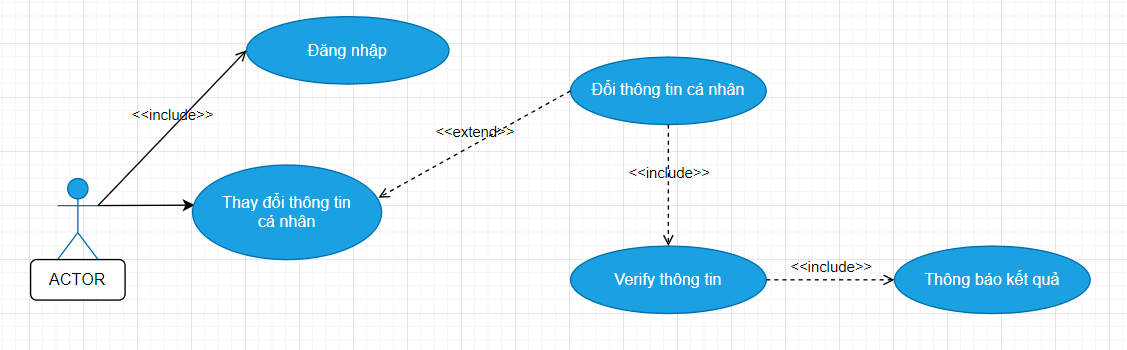 Đăng nhập
Đổi thông tin cá nhân
<<include>>
<<extend>>
<<include>>
Thay đổi thông tin
cá nhân
ACTOR
Verify thông tin
<<include>>
Thông báo kết quả